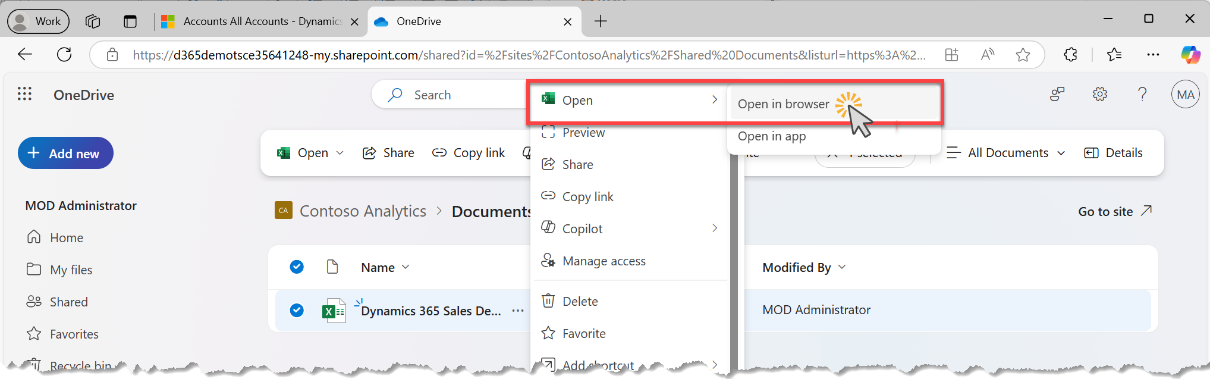 Work
Accounts All Accounts - Dynamics
OneDrive
https://d365demotsce35641248-my.sharepoint.com/shared?id=%2Fsites%2FContosoAnalytics%2FShared%20Documents&listurl=https%3A%2...
OneDrive
Search
MA
Open
Open in browser
Open in app
Preview
Share
Copy link
Copilot
Manage access
Delete
Favorite
Add shortcut
Add new
Open
Share
Copy link
1 selected
All Documents
Details
MOD Administrator
Home
My files
Shared
Favorites
Recycle bin
CA
Contoso Analytics
Documents
Go to site
Name
Modified By
Dynamics 365 Sales De...
MOD Administrator